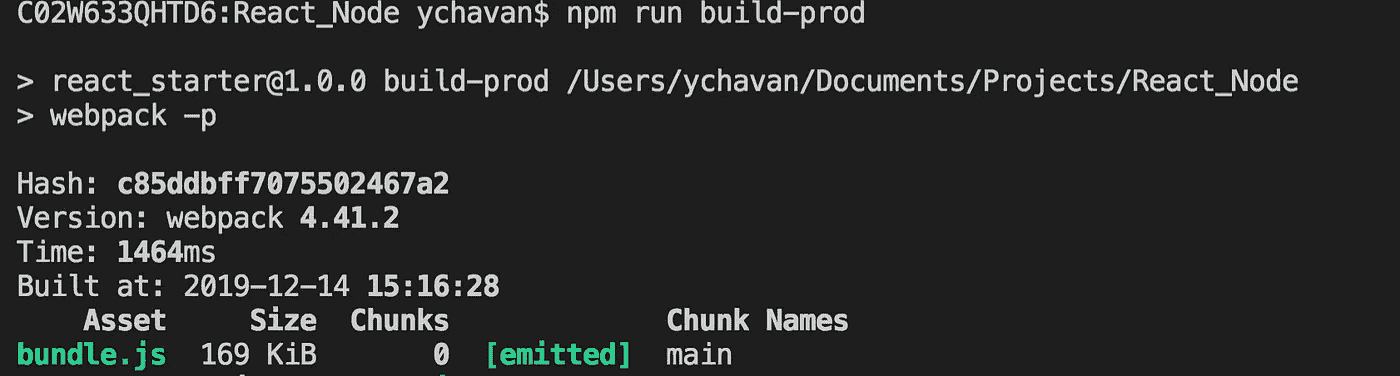 C02W633QHTD6:React_Node ychavan$ npm run build-prod
> react_starter@1.0.0 build-prod /Users/ychavan/Documents/Projects/React_Node
> webpack -p
Hash: c85ddbff7075502467a2
Version: webpack 4.41.2
Time: 1464ms
Built at: 2019-12-14 15:16:28
Asset Size Chunks Chunk Names
bundle.js 169 KiB 0 [emitted] main